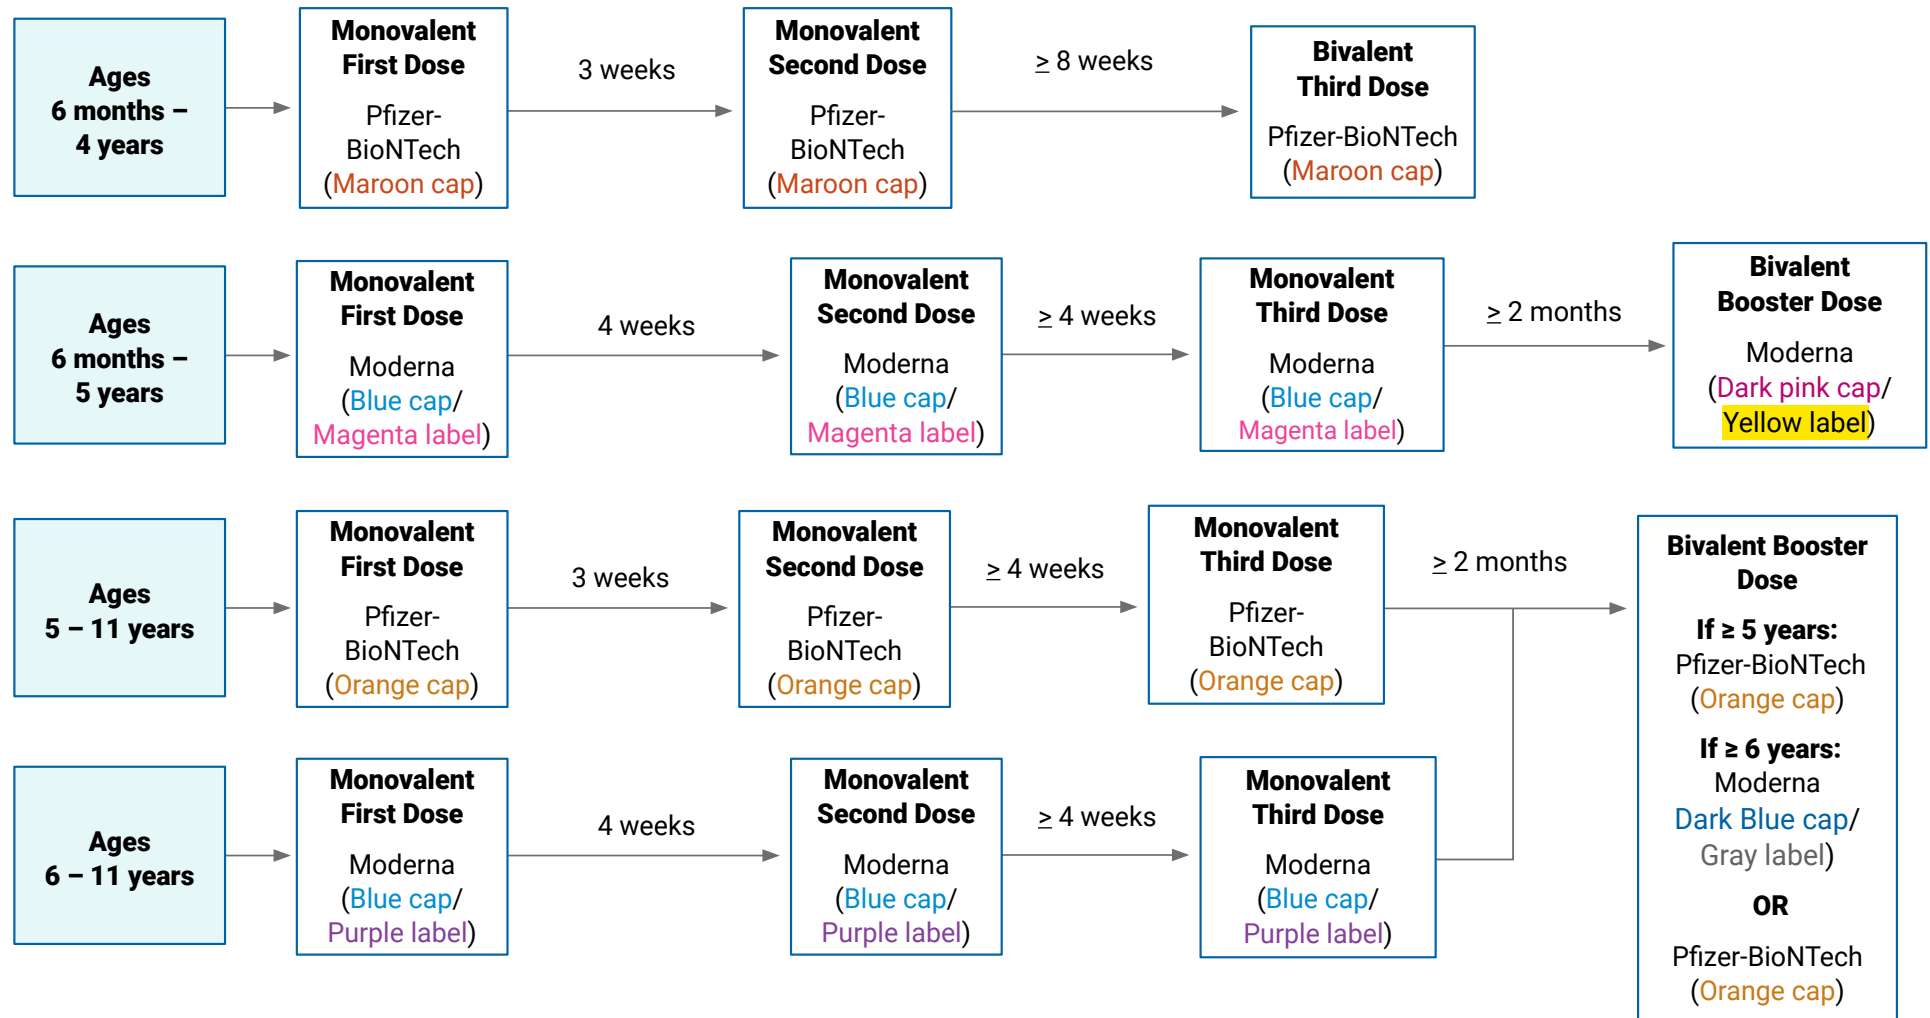 Ages
6 months –
4 years
Monovalent
First Dose
Pfizer-
BioNTech
(Maroon cap)
3 weeks
Monovalent
Second Dose
Pfizer-
BioNTech
(Maroon cap)
≥ 8 weeks
Bivalent
Third Dose
Pfizer-BioNTech
(Maroon cap)
Ages
6 months –
5 years
Monovalent
First Dose
Moderna
(Blue cap/
Magenta label)
4 weeks
Monovalent
Second Dose
Moderna
(Blue cap/
Magenta label)
≥ 4 weeks
Monovalent
Third Dose
Moderna
(Blue cap/
Magenta label)
≥ 2 months
Bivalent
Booster Dose
Moderna
(Dark pink cap/
Yellow label)
Ages
5 – 11 years
Monovalent
First Dose
Pfizer-
BioNTech
(Orange cap)
3 weeks
Monovalent
Second Dose
Pfizer-
BioNTech
(Orange cap)
≥ 4 weeks
Monovalent
Third Dose
Pfizer-
BioNTech
(Orange cap)
≥ 2 months
Bivalent Booster
Dose
If ≥ 5 years:
Pfizer-BioNTech
(Orange cap)
If ≥ 6 years:
Moderna
Dark Blue cap/
Gray label)
OR
Pfizer-BioNTech
(Orange cap)
Ages
6 – 11 years
Monovalent
First Dose
Moderna
(Blue cap/
Purple label)
4 weeks
Monovalent
Second Dose
Moderna
(Blue cap/
Purple label)
≥ 4 weeks
Monovalent
Third Dose
Moderna
(Blue cap/
Purple label)